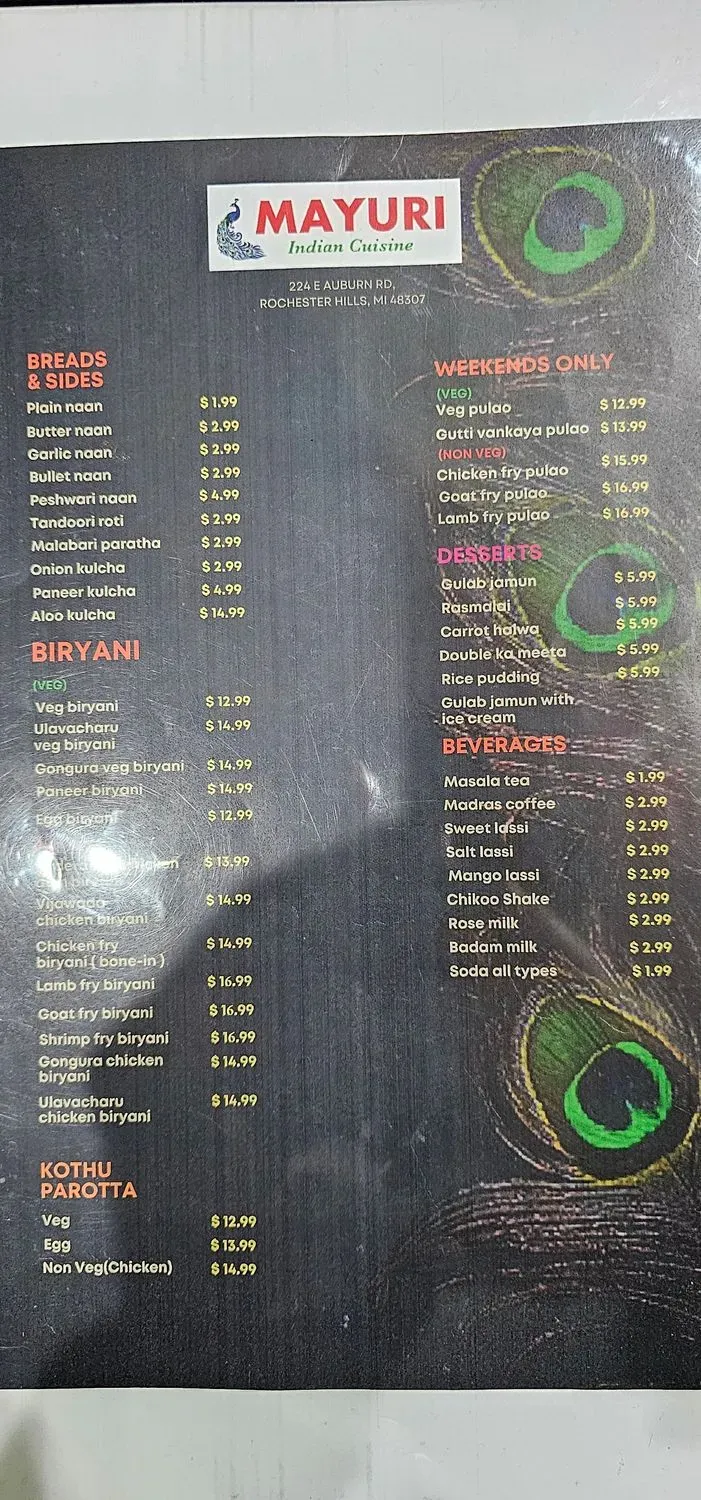 MAYURI
Indian Cuisine
224 E AUBURN RD,
ROCHESTER HILLS, MI 48307
BREADS
& SIDES
Plain naan $ 1.99
Butter naan $ 2.99
Garlic naan $ 2.99
Bullet naan $ 2.99
Peshwari naan $ 4.99
Tandoori roti $ 2.99
Malabari paratha $ 2.99
Onion kulcha $ 2.99
Paneer kulcha $ 4.99
Aloo kulcha $ 14.99
BIRYANI
(VEG)
Veg biryani $ 12.99
Ulavacharu $ 14.99
veg biryani
Gongura veg biryani $ 14.99
Paneer biryani $ 14.99
Egg biryani $ 12.99
$ 13.99
Vijawada $ 14.99
chicken biryani
Chicken fry $ 14.99
biryani ( bone-in )
Lamb fry biryani $ 16.99
Goat fry biryani $ 16.99
Shrimp fry biryani $ 16.99
Gongura chicken $ 14.99
biryani
Ulavacharu $ 14.99
chicken biryani
KOTHU
PAROTTA
Veg $ 12.99
Egg $ 13.99
Non Veg(Chicken) $ 14.99
WEEKENDS ONLY
(VEG)
Veg pulao $ 12.99
Gutti vankaya pulao $ 13.99
(NON VEG)
Chicken fry pulao $ 15.99
Goat fry pulao $ 16.99
Lamb fry pulao $ 16.99
DESSERTS
Gulab jamun $ 5.99
Rasmalai $ 5.99
Carrot halwa $ 5.99
Double ka meeta $ 5.99
Rice pudding $ 5.99
Gulab jamun with
ice cream
BEVERAGES
Masala tea $ 1.99
Madras coffee $ 2.99
Sweet lassi $ 2.99
Salt lassi $ 2.99
Mango lassi $ 2.99
Chikoo Shake $ 2.99
Rose milk $ 2.99
Badam milk $ 2.99
Soda all types $ 1.99